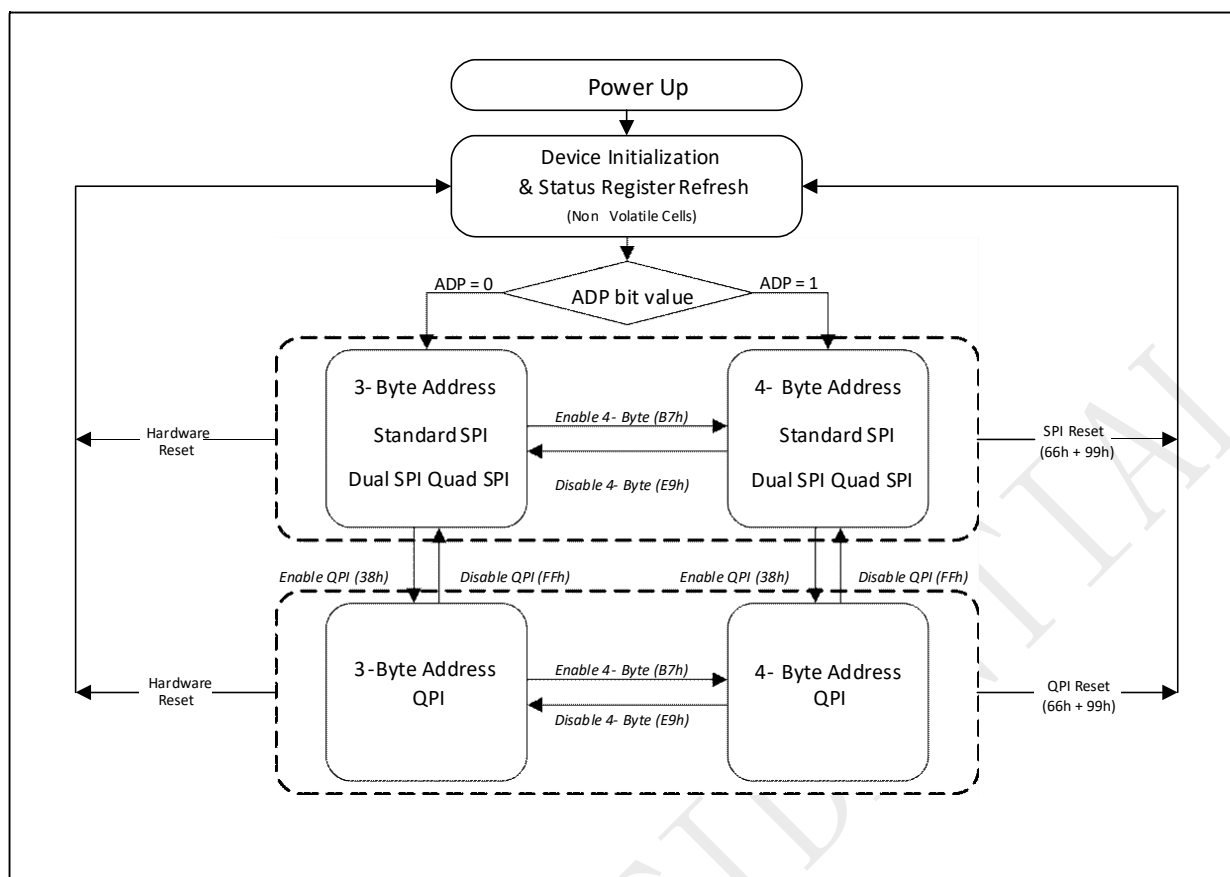 Power Up
Device Initialization
& Status Register Refresh
(Non Volatile Cells)
ADP = 0
ADP bit value
ADP = 1
3- Byte Address
Standard SPI
Dual SPI Quad SPI
Enable 4- Byte (B7h)
Disable 4- Byte (E9h)
4- Byte Address
Standard SPI
Dual SPI Quad SPI
Hardware
Reset
SPI Reset
(66h + 99h)
Enable QPI (38h)
Disable QPI (FFh)
Enable QPI (38h)
Disable QPI (FFh)
3-Byte Address
QPI
Enable 4- Byte (B7h)
Disable 4- Byte (E9h)
4- Byte Address
QPI
Hardware
Reset
QPI Reset
(66h + 99h)